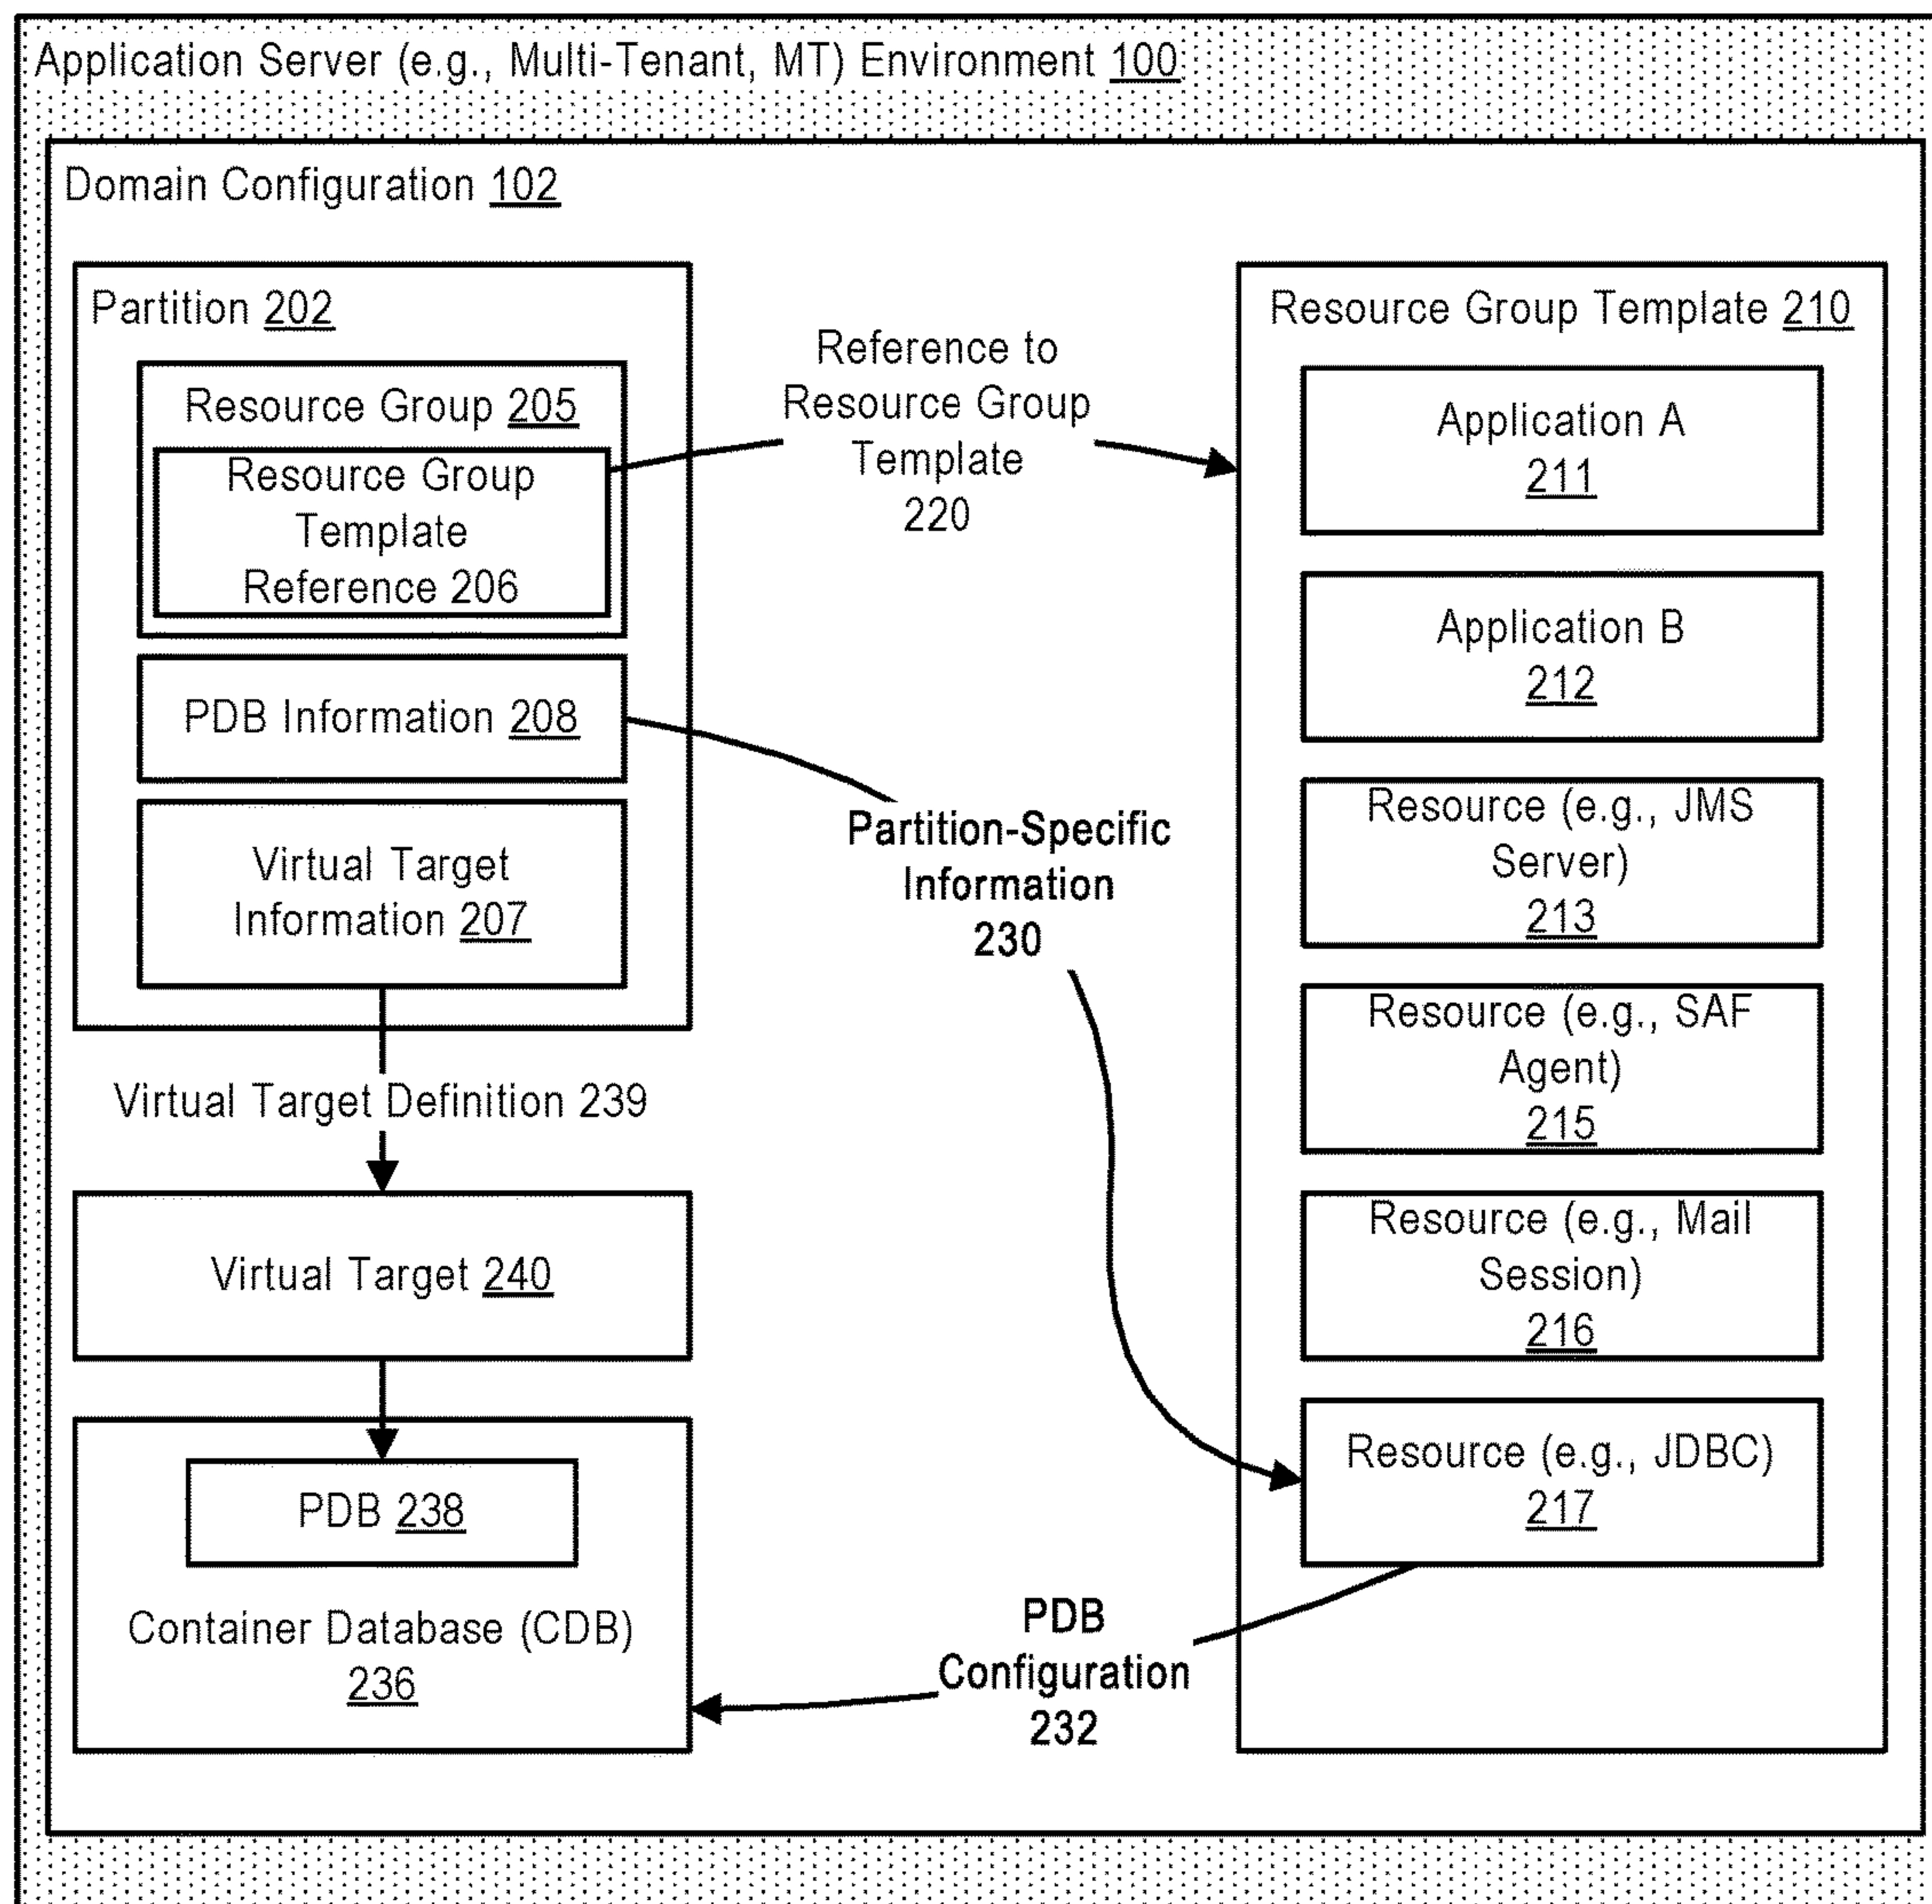 Application Server (e.g., Multi-Tenant, MT) Environment 100
Domain Configuration 102
Partition 202
Resource Group 205
Resource Group
Template
Reference 206
PDB Information 208
Virtual Target
Information 207
Virtual Target Definition 239
Virtual Target 240
PDB 238
Container Database (CDB)
236
Reference to
Resource Group
Template
220
Partition-Specific
Information
230
PDB
Configuration
232
Resource Group Template 210
Application A
211
Application B
212
Resource (e.g., JMS
Server)
213
Resource (e.g., SAF
Agent)
215
Resource (e.g., Mail
Session)
216
Resource (e.g., JDBC)
217